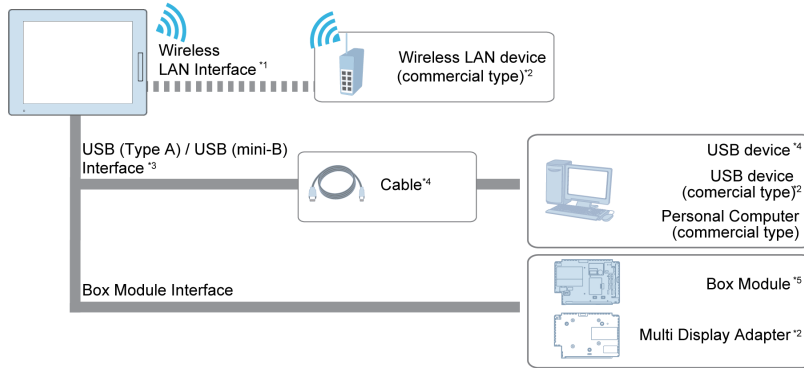 Wireless
LAN Interface *1
Wireless LAN device
(commercial type)*2
USB (Type A) / USB (mini-B)
Interface *3
Cable*4
USB device *4
USB device
(comercial type)*2
Personal Computer
(commercial type)
Box Module Interface
Box Module *5
Multi Display Adapter *2